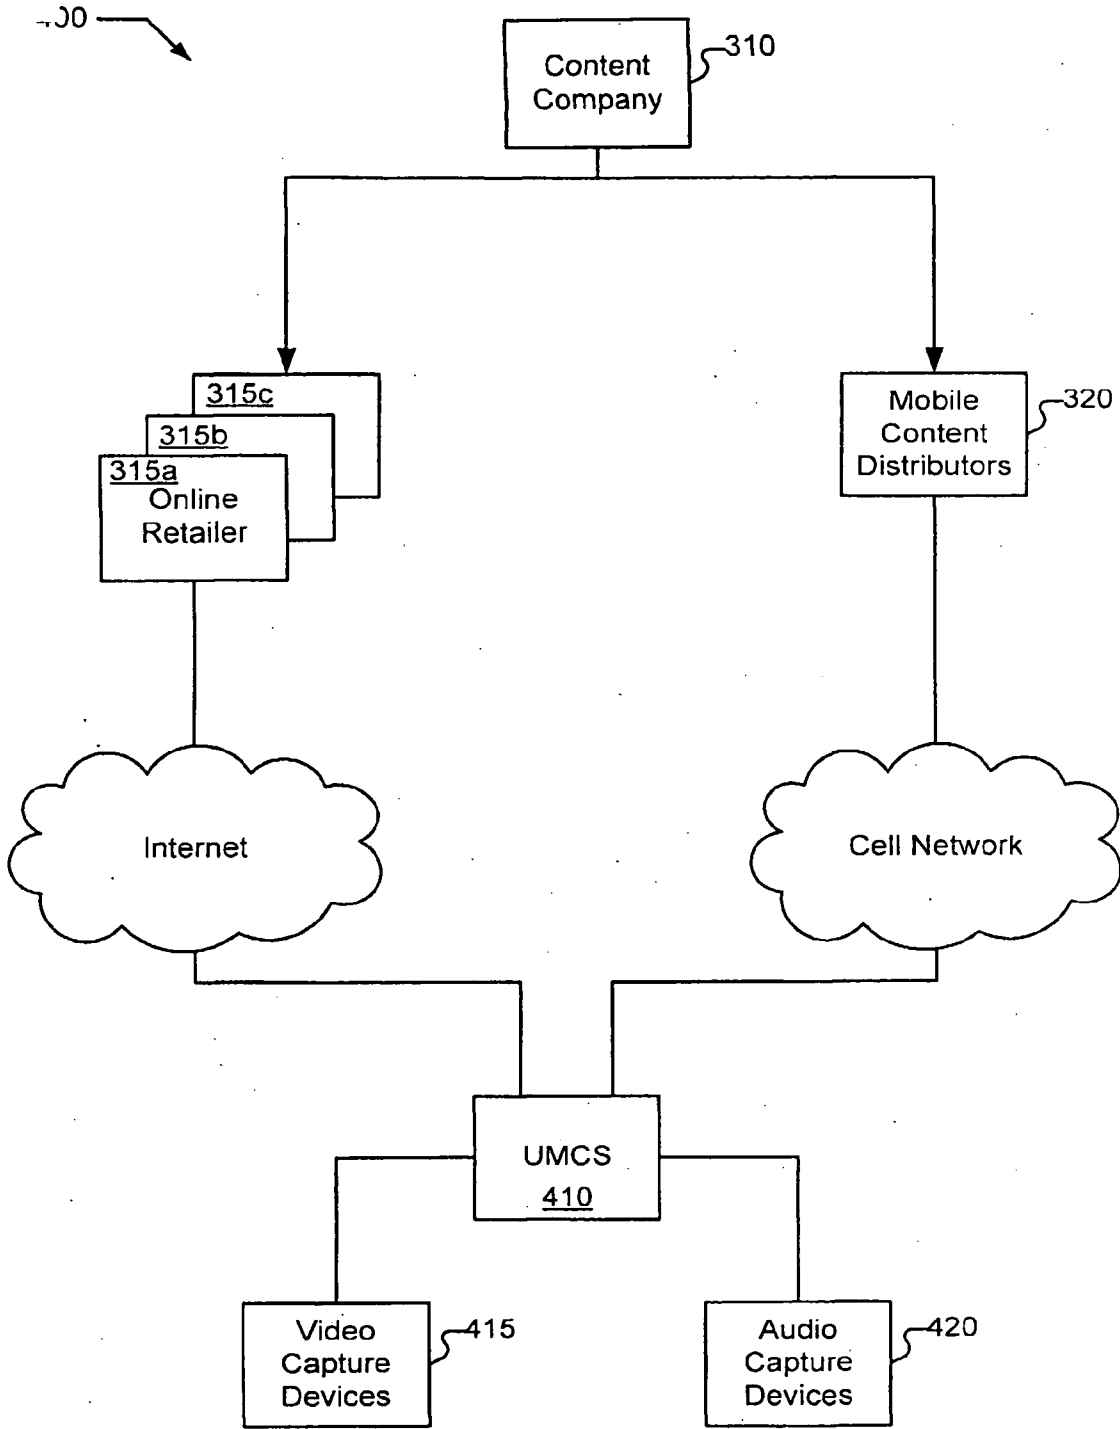 Content
Company
310
315c
315b
315a
Online
Retailer
Mobile
Content
Distributors
320
Internet
Cell Network
UMCS
410
Video
Capture
Devices
415
Audio
Capture
Devices
420